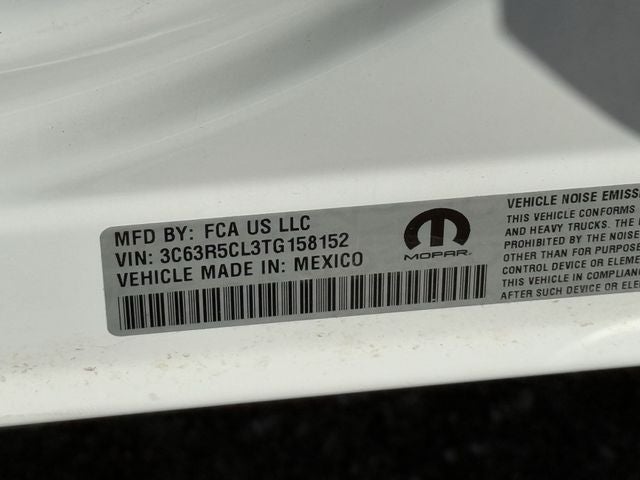 MFD BY: FCA US LLC
VIN: 3C63R5CL3TG158152
VEHICLE MADE IN: MEXICO
MOPAR
VEHICLE NOISE EMISS
THIS VEHICLE CONFORMS
AND HEAVY TRUCKS. THE
PROHIBITED BY THE NOIS
OTHER THAN FOR PURPOS
CONTROL DEVICE OR ELEME
THIS VEHICLE IN COMPLIANC
AFTER SUCH DEVICE OR ELE